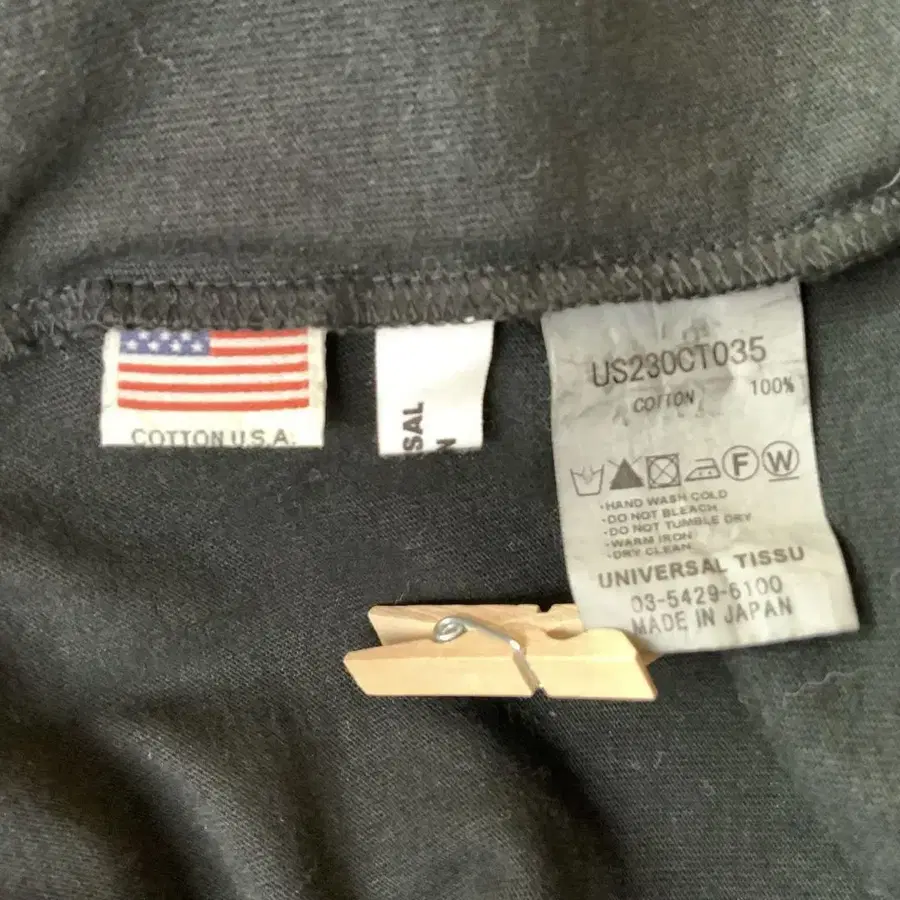 COTTON U.S.A.
SAL
N
US230CT035
COTTON 100%
F W
·HAND WASH COLD
·DO NOT BLEACH
·DO NOT TUMBLE DRY
·WARM IRON
·DRY CLEAN
UNIVERSAL TISSU
03-5429-6100
MADE IN JAPAN